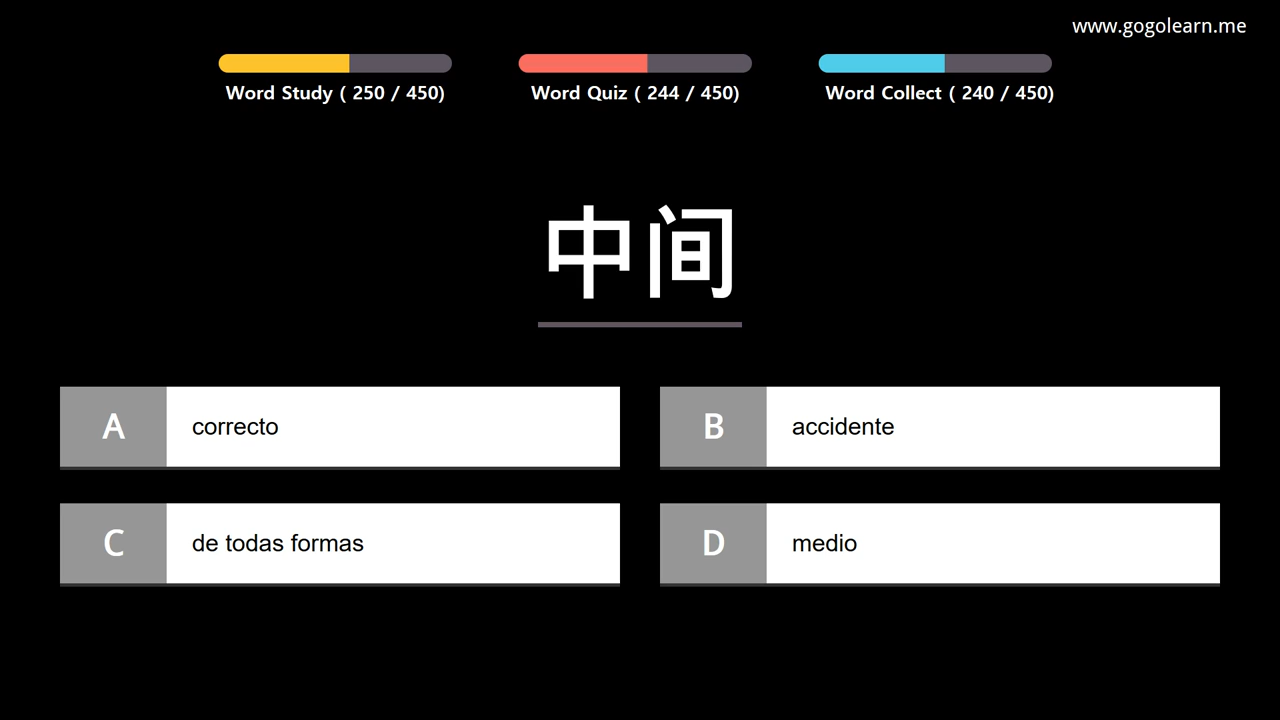 www.gogolearn.me
Word Study ( 250 / 450)
Word Quiz ( 244 / 450)
Word Collect ( 240 / 450)
中间
A correcto
B accidente
C de todas formas
D medio